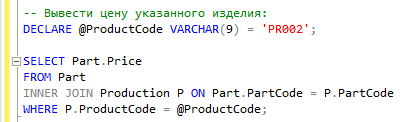 -- Вывести цену указанного изделия:
DECLARE @ProductCode VARCHAR(9) = 'PR002';
SELECT Part.Price
FROM Part
INNER JOIN Production P ON Part.PartCode = P.PartCode
WHERE P.ProductCode = @ProductCode;